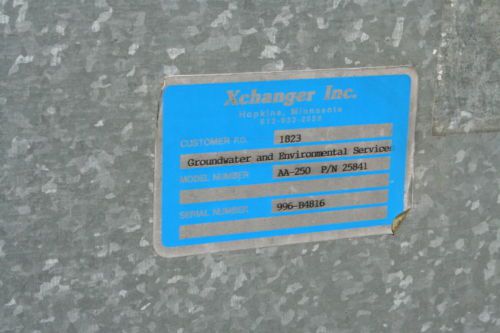 Xchanger Inc.
Hopkins, Minnesota
CUSTOMER NO. 1823
Groundwater and Environmental Services
MODEL NUMBER AA-250 P/N 25841
SERIAL NUMBER 996-B4816